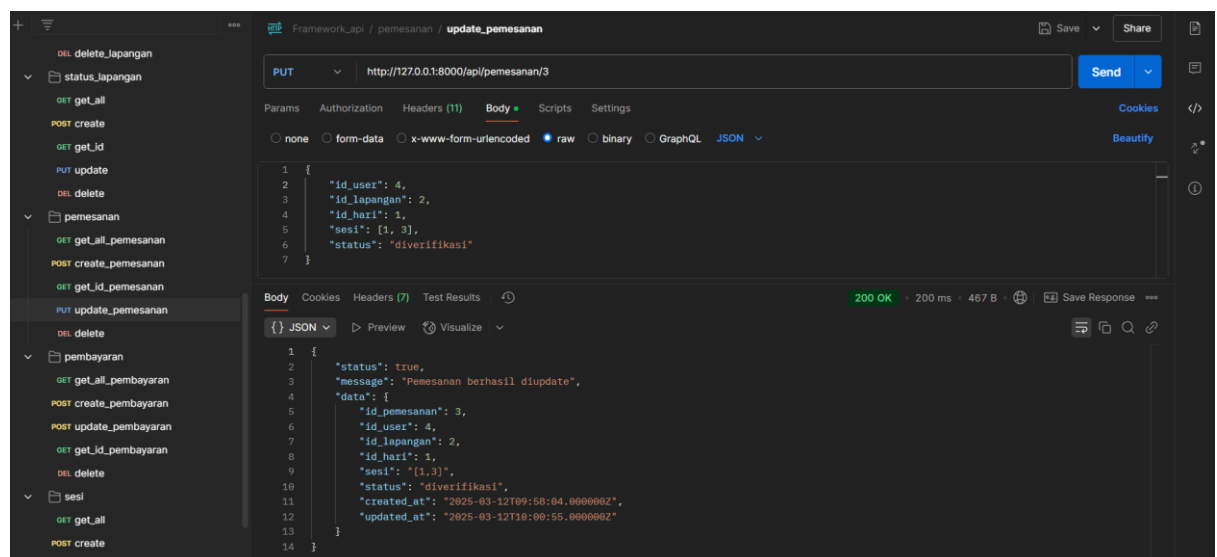 Framework_api / pemesanan / update_pemesanan
Save
Share
DEL delete_lapangan
status_lapangan
GET get_all
POST create
GET get_id
PUT update
DEL delete
pemesanan
GET get_all_pemesanan
POST create_pemesanan
GET get_id_pemesanan
PUT update_pemesanan
DEL delete
pembayaran
GET get_all_pembayaran
POST create_pembayaran
POST update_pembayaran
GET get_id_pembayaran
DEL delete
sesi
GET get_all
POST create
HTTP
PUT http://127.0.0.1:8000/api/pemesanan/3 Send
Params Authorization Headers (11) Body Scripts Settings Cookies
none form-data x-www-form-urlencoded raw binary GraphQL JSON Beautify
1 {
2 "id_user": 4,
3 "id_lapangan": 2,
4 "id_hari": 1,
5 "sesi": [1, 3],
6 "status": "diverifikasi"
7 }
Body Cookies Headers (7) Test Results 200 OK 200 ms 467 B Save Response
{} JSON Preview Visualize
1 {
2 "status": true,
3 "message": "Pemesanan berhasil diupdate",
4 "data": {
5 "id_pemesanan": 3,
6 "id_user": 4,
7 "id_lapangan": 2,
8 "id_hari": 1,
9 "sesi": "[1,3]",
10 "status": "diverifikasi",
11 "created_at": "2025-03-12T09:58:04.000000Z",
12 "updated_at": "2025-03-12T10:00:55.000000Z"
13 }
14 }